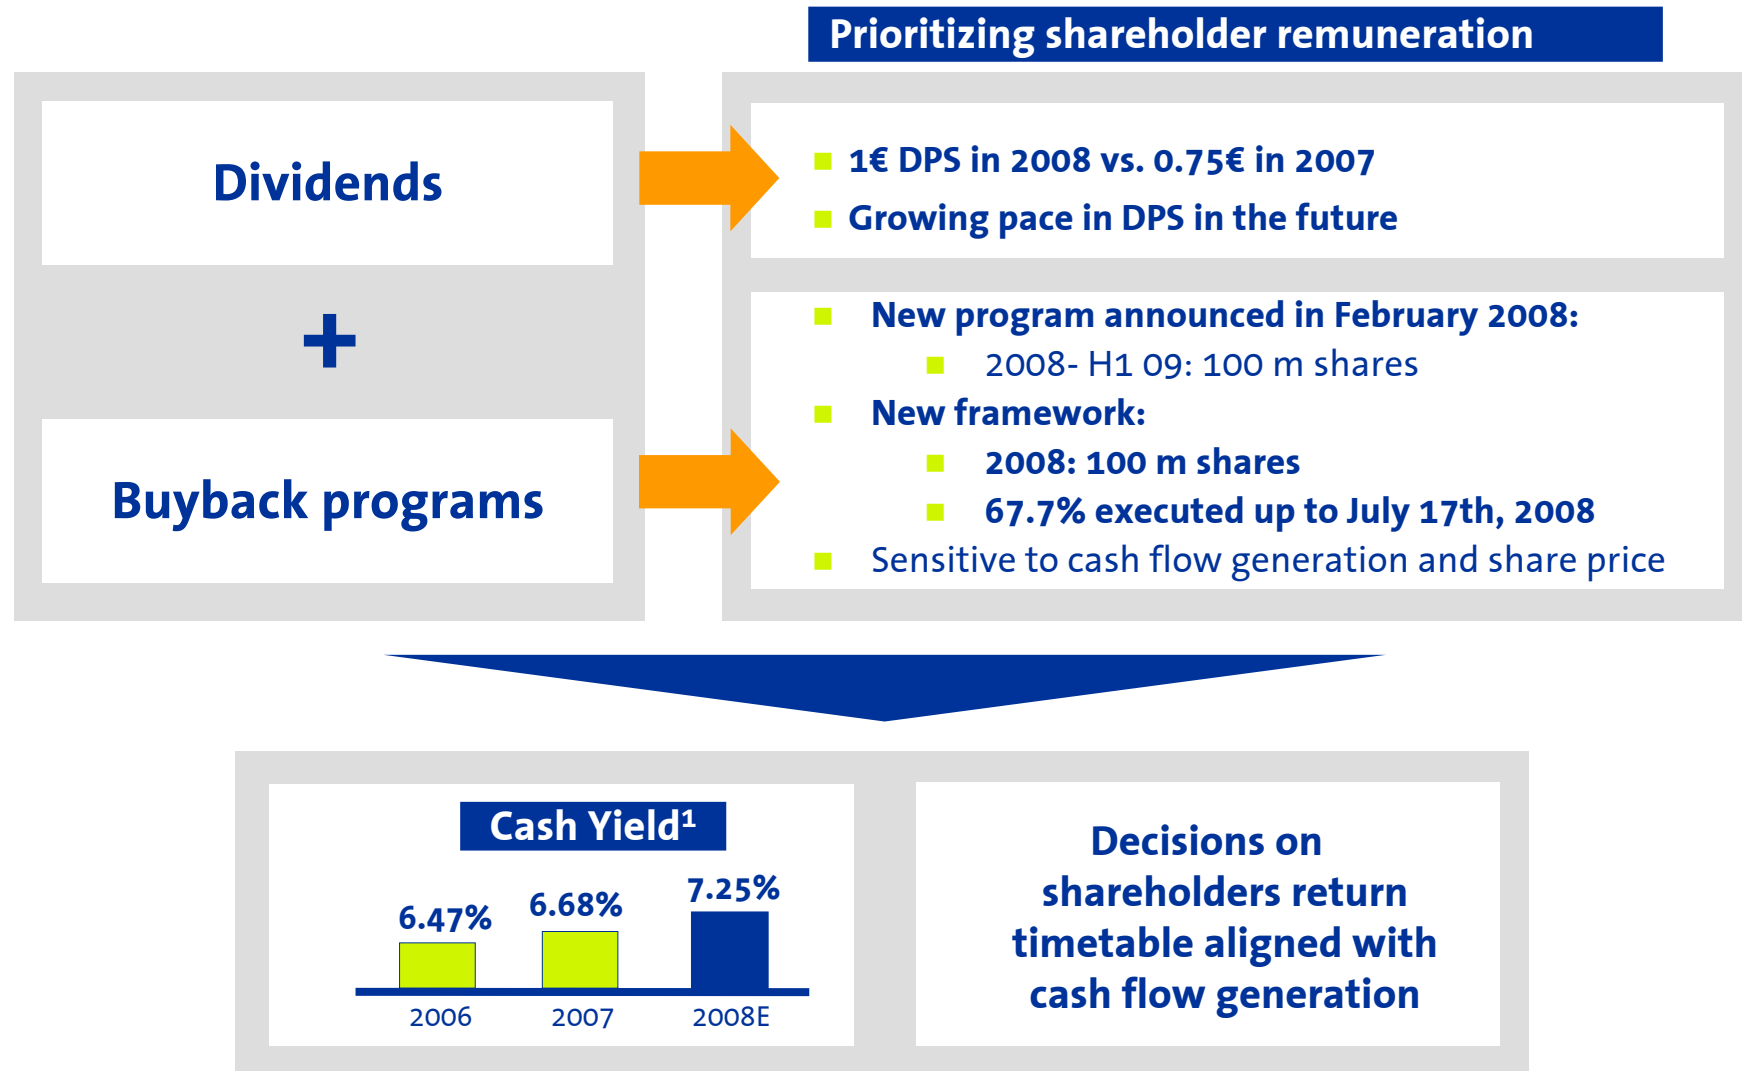 Prioritizing shareholder remuneration
Dividends
+
Buyback programs
1€ DPS in 2008 vs. 0.75€ in 2007
Growing pace in DPS in the future
New program announced in February 2008:
2008- H1 09: 100 m shares
New framework:
2008: 100 m shares
67.7% executed up to July 17th, 2008
Sensitive to cash flow generation and share price
Cash Yield¹
6.47%
6.68%
7.25%
2006
2007
2008E
Decisions on
shareholders return
timetable aligned with
cash flow generation